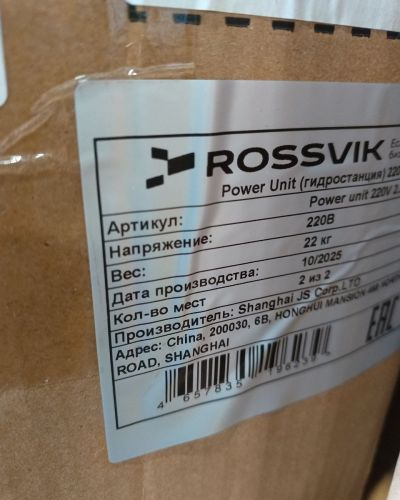 ROSSVIK
Power Unit (гидростанция) 220
Артикул: Power unit 220V
Напряжение: 220В
Вес: 22 кг
Дата производства: 10/2025
Кол-во мест 2 из 2
Производитель: Shanghai JS Corp.LTD
Адрес: China, 200030, 6B, HONGHUI MANSION
ROAD, SHANGHAI
EAC